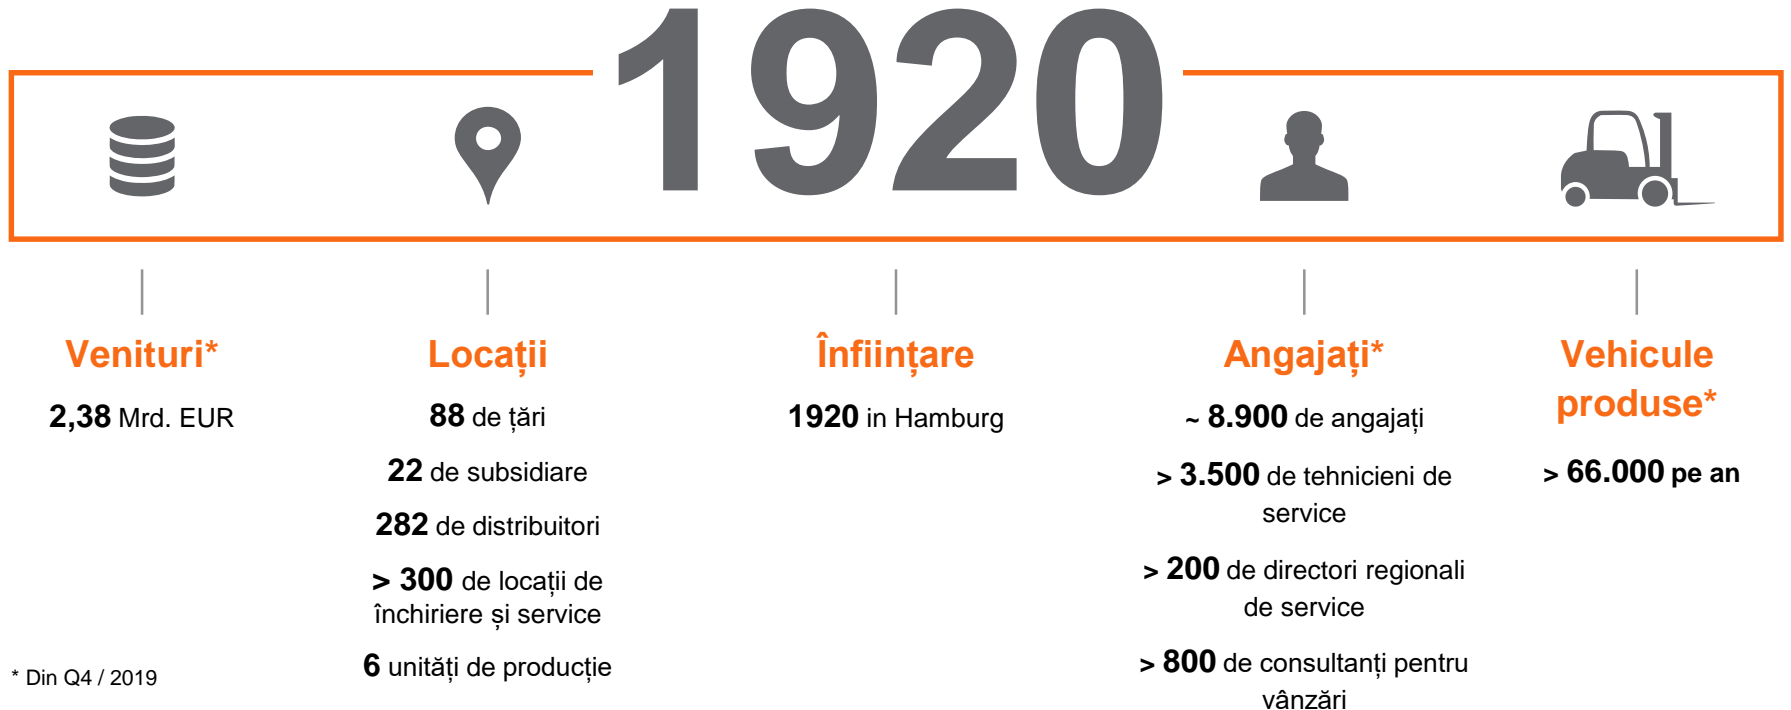 1920
Venituri*
2,38 Mrd. EUR
Locații
88 de țări
22 de subsidiare
282 de distribuitori
> 300 de locații de
închiriere și service
6 unități de producție
Înființare
1920 in Hamburg
Angajați*
~ 8.900 de angajați
> 3.500 de tehnicieni de
service
> 200 de directori regionali
de service
> 800 de consultanți pentru
vânzări
Vehicule
produse*
> 66.000 pe an
* Din Q4 / 2019